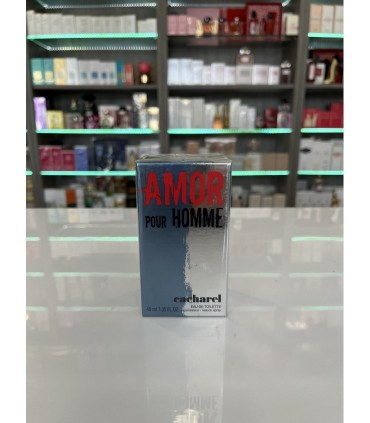 AMOR
POUR HOMME
cacharel
EAU DE TOILETTE